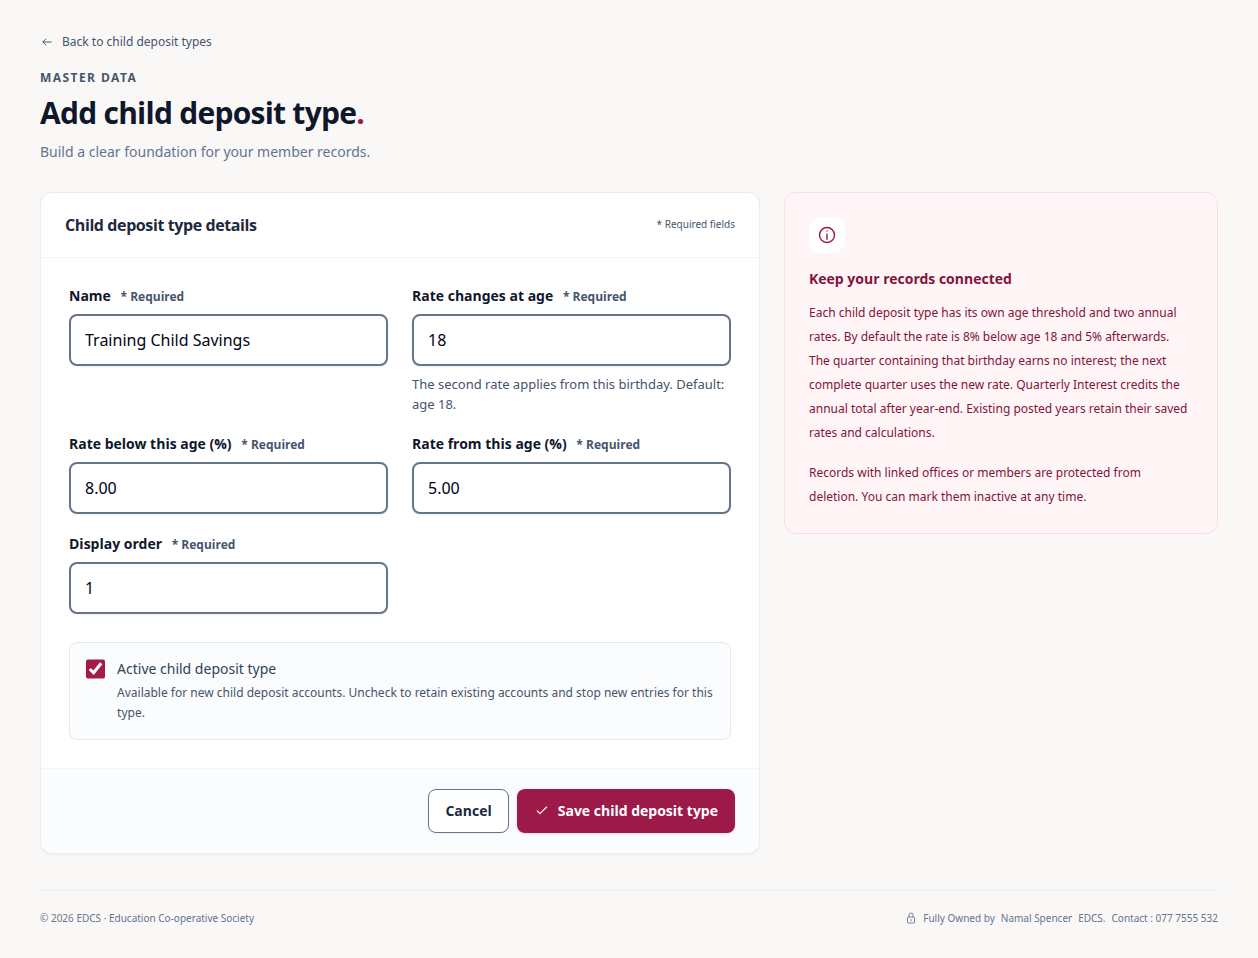 Back to child deposit types
MASTER DATA
Add child deposit type.
Build a clear foundation for your member records.
Child deposit type details
* Required fields
Name * Required
Training Child Savings
Rate changes at age * Required
18
The second rate applies from this birthday. Default:
age 18.
Rate below this age (%) * Required
8.00
Rate from this age (%) * Required
5.00
Display order * Required
1
Active child deposit type
Available for new child deposit accounts. Uncheck to retain existing accounts and stop new entries for this
type.
Cancel
Save child deposit type
Keep your records connected
Each child deposit type has its own age threshold and two annual
rates. By default the rate is 8% below age 18 and 5% afterwards.
The quarter containing that birthday earns no interest; the next
complete quarter uses the new rate. Quarterly Interest credits the
annual total after year-end. Existing posted years retain their saved
rates and calculations.
Records with linked offices or members are protected from
deletion. You can mark them inactive at any time.
© 2026 EDCS · Education Co-operative Society
Fully Owned by Namal Spencer EDCS. Contact : 077 7555 532